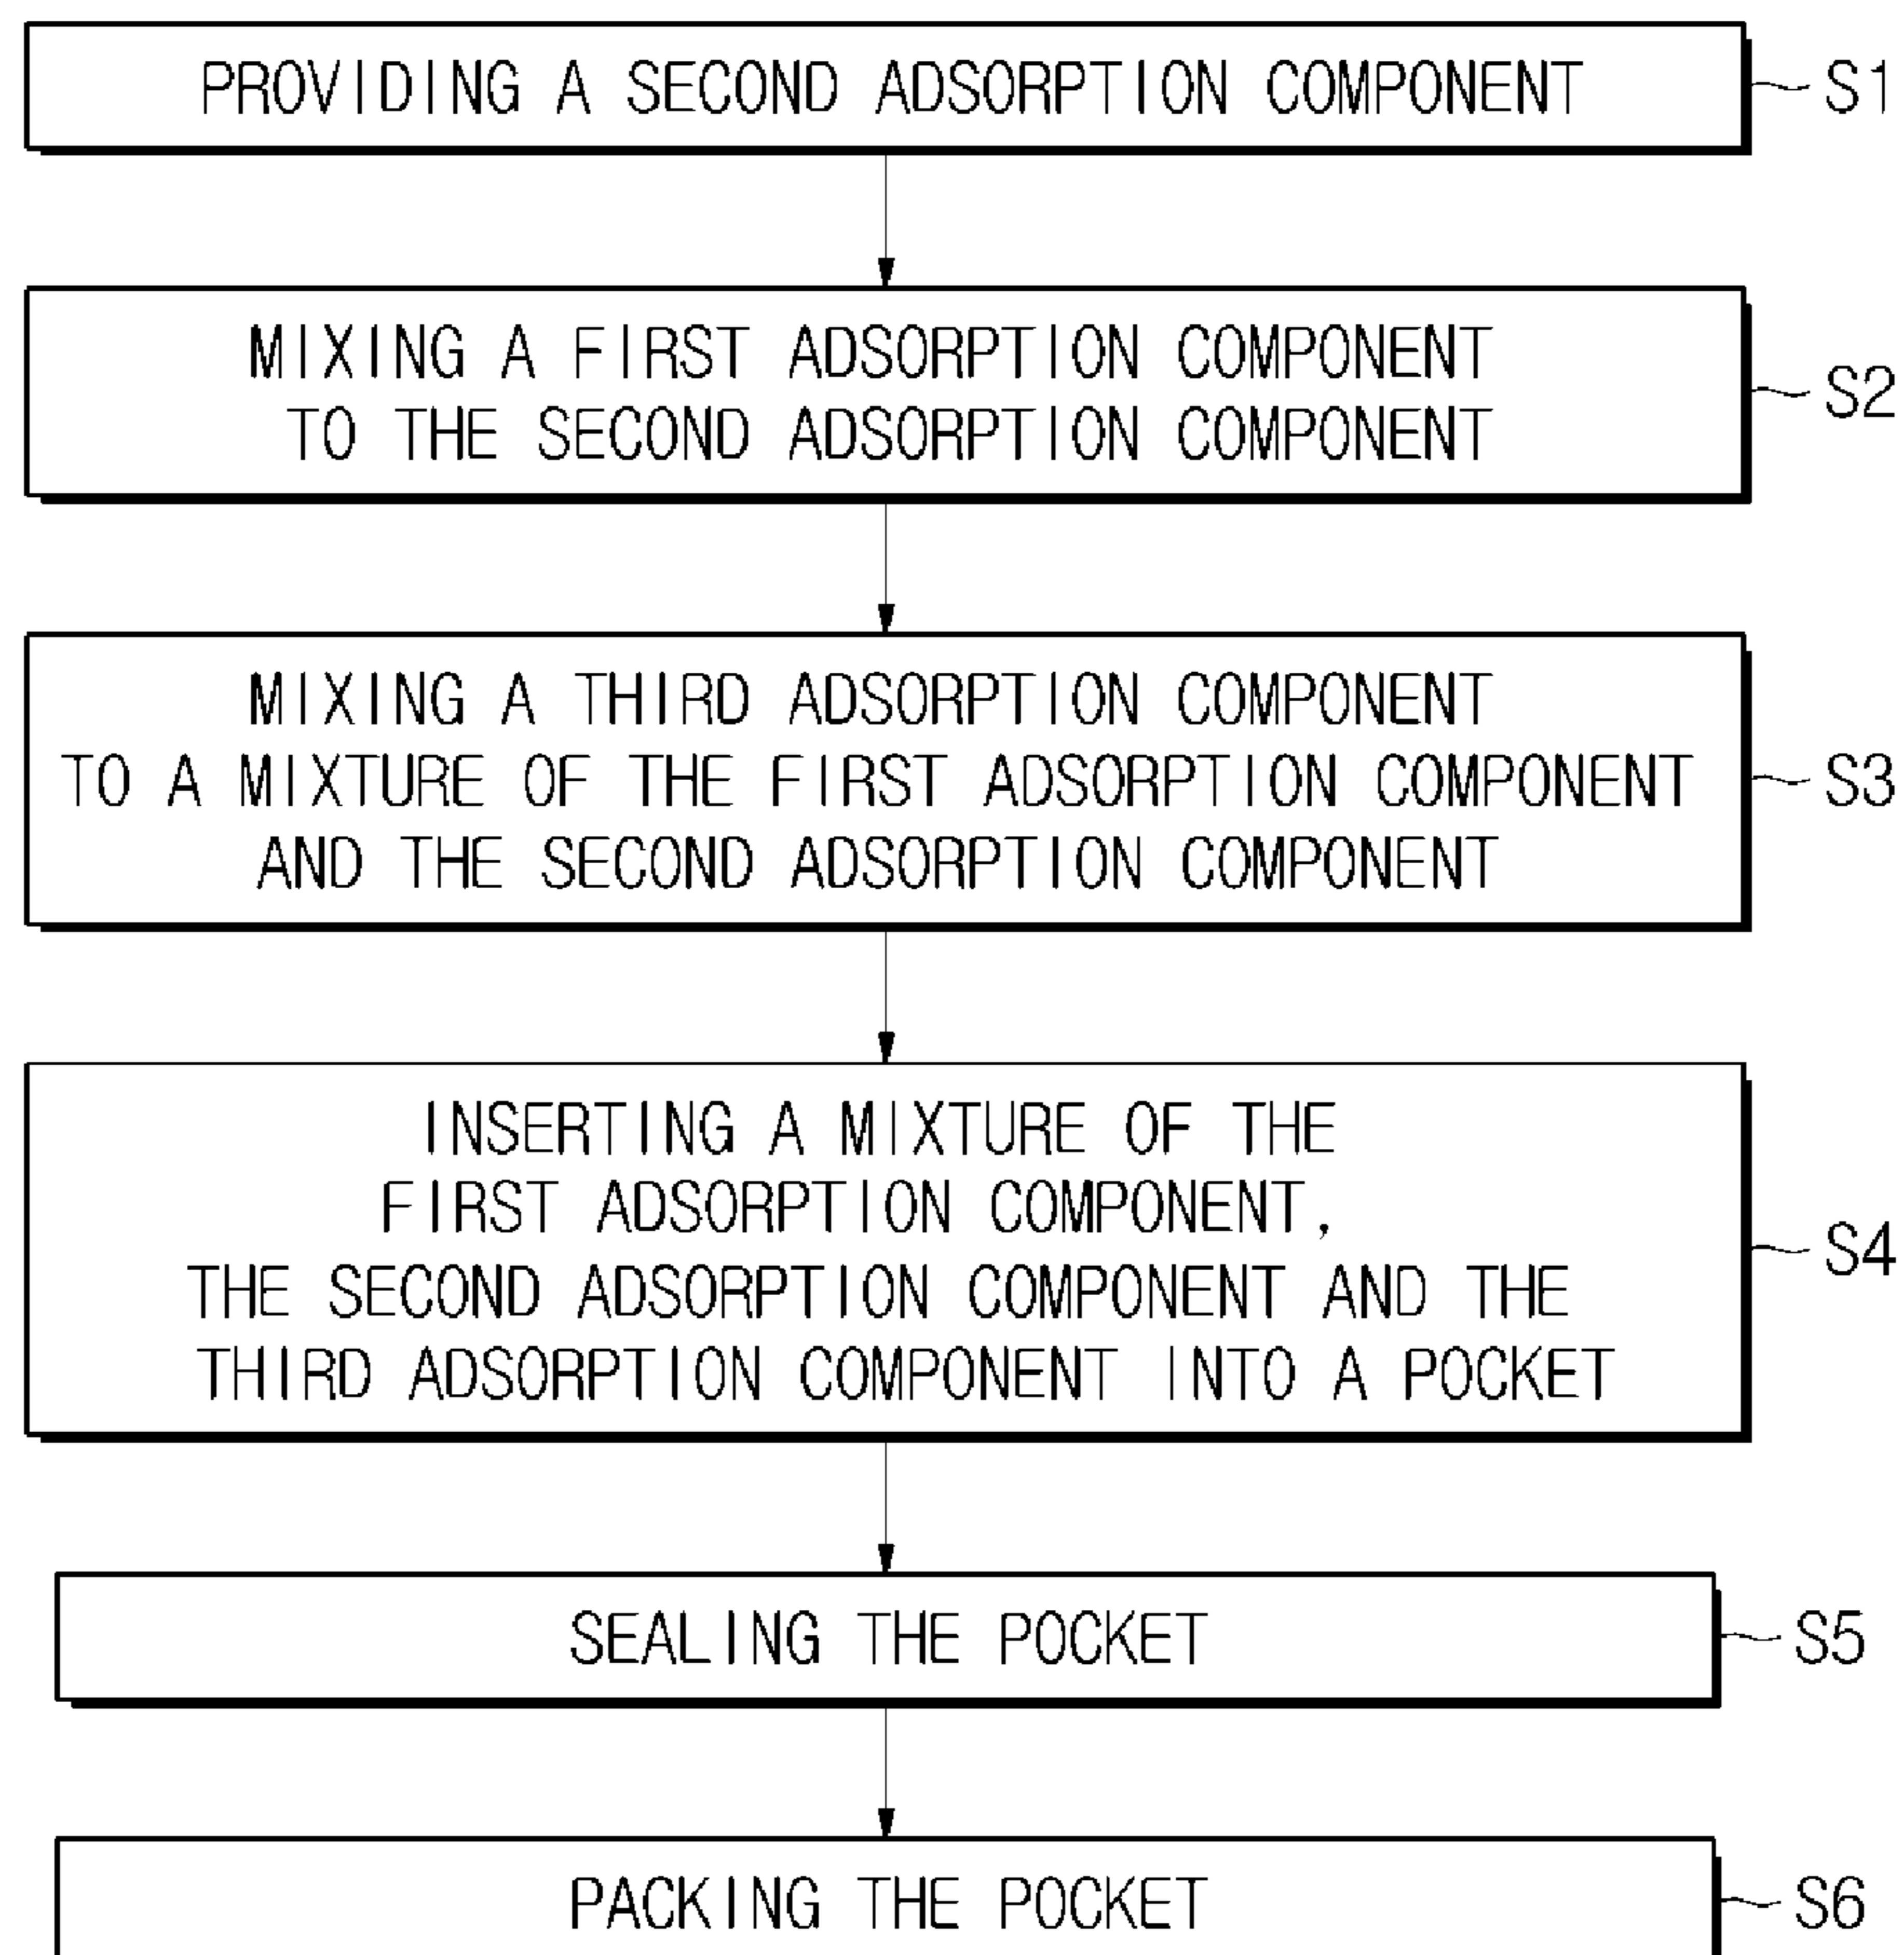 PROVIDING A SECOND ADSORPTION COMPONENT S1
MIXING A FIRST ADSORPTION COMPONENT
TO THE SECOND ADSORPTION COMPONENT
S2
MIXING A THIRD ADSORPTION COMPONENT
TO A MIXTURE OF THE FIRST ADSORPTION COMPONENT
AND THE SECOND ADSORPTION COMPONENT
S3
INSERTING A MIXTURE OF THE
FIRST ADSORPTION COMPONENT,
THE SECOND ADSORPTION COMPONENT AND THE
THIRD ADSORPTION COMPONENT INTO A POCKET
S4
SEALING THE POCKET S5
PACKING THE POCKET S6